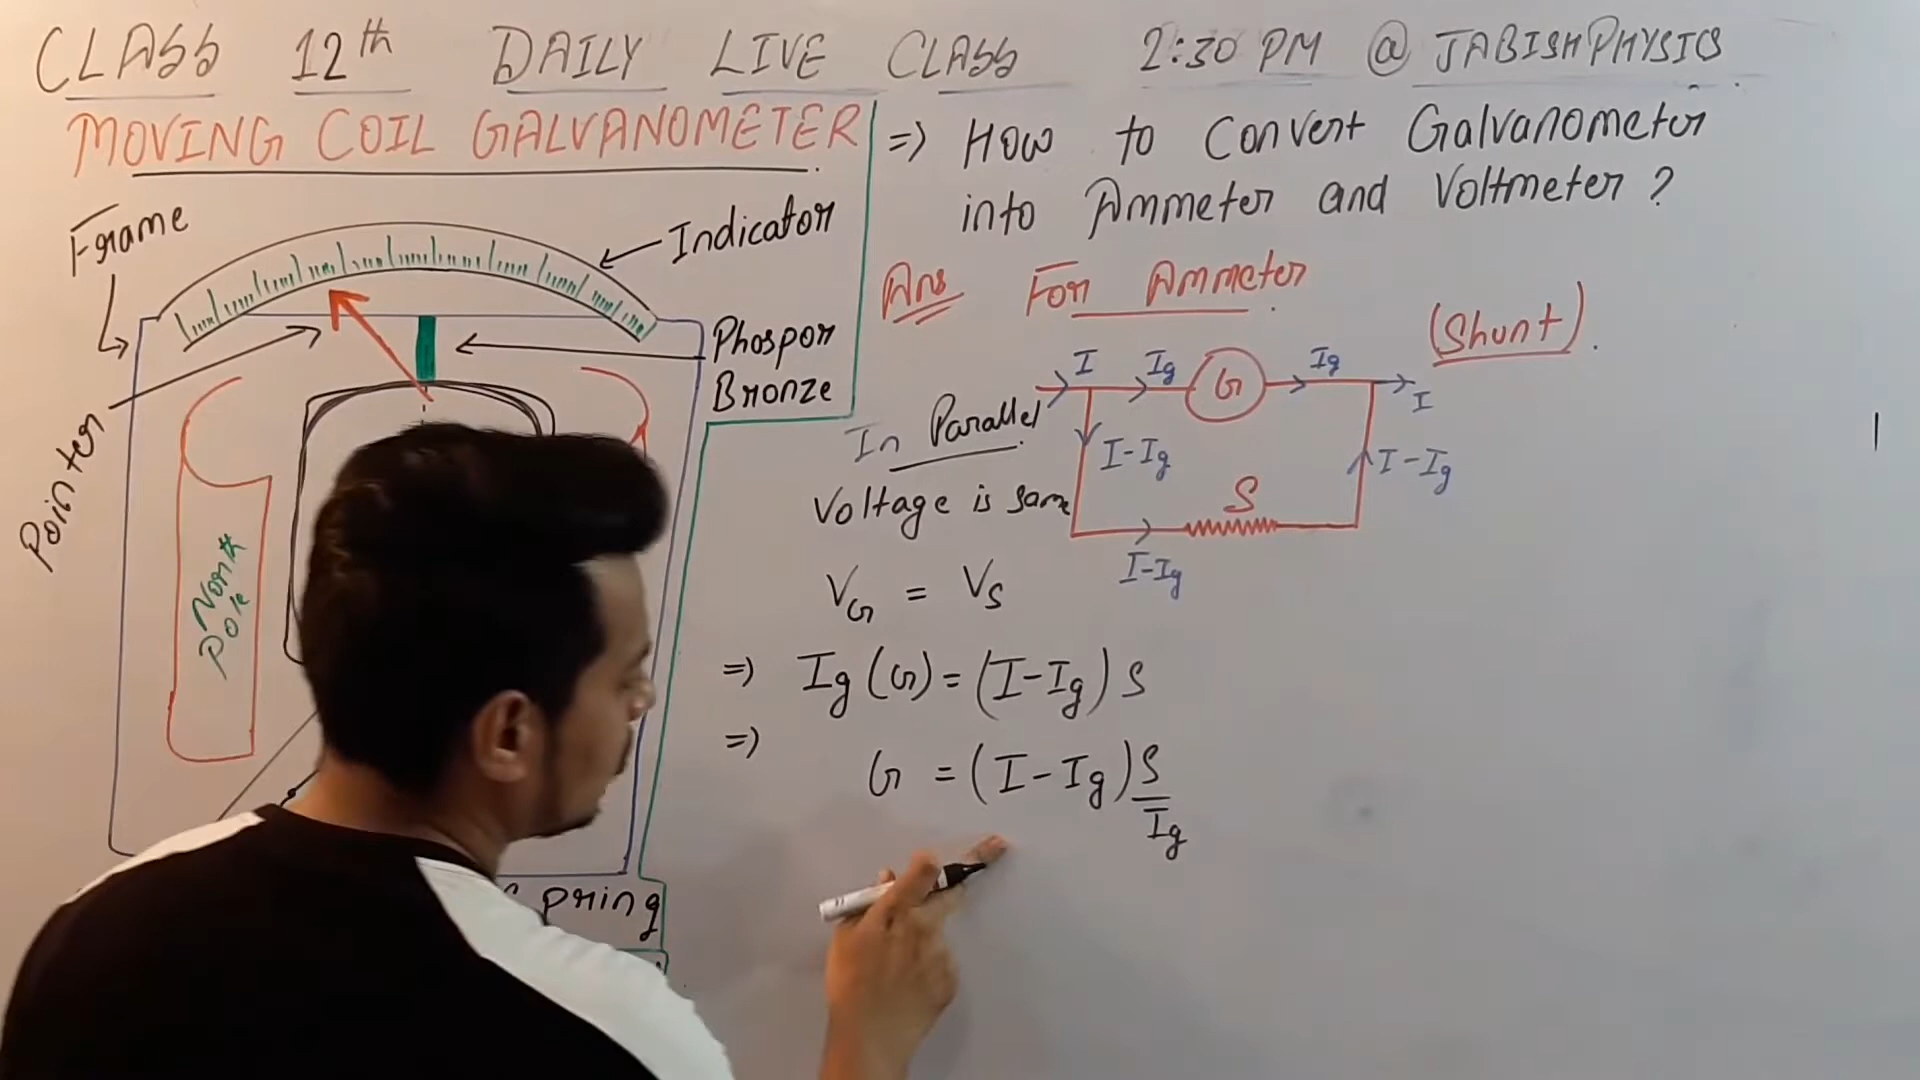 CLASS 12th DAILY LIVE CLASS 2:30 PM @ JABISHPHYSICS
MOVING COIL GALVANOMETER
Frame
Indicator
Phospor
Bronze
Pointer
North
Pole
Spring
=) How to Convert Galvanometer
into Ammeter and Voltmeter ?
Ans For Ammeter
(Shunt).
I Ig G Ig I
In Parallel
I-Ig I-Ig
Voltage is same
S
I-Ig
VG = VS
=) Ig (G) = (I-Ig) S
=)
G = (I-Ig) S/Ig